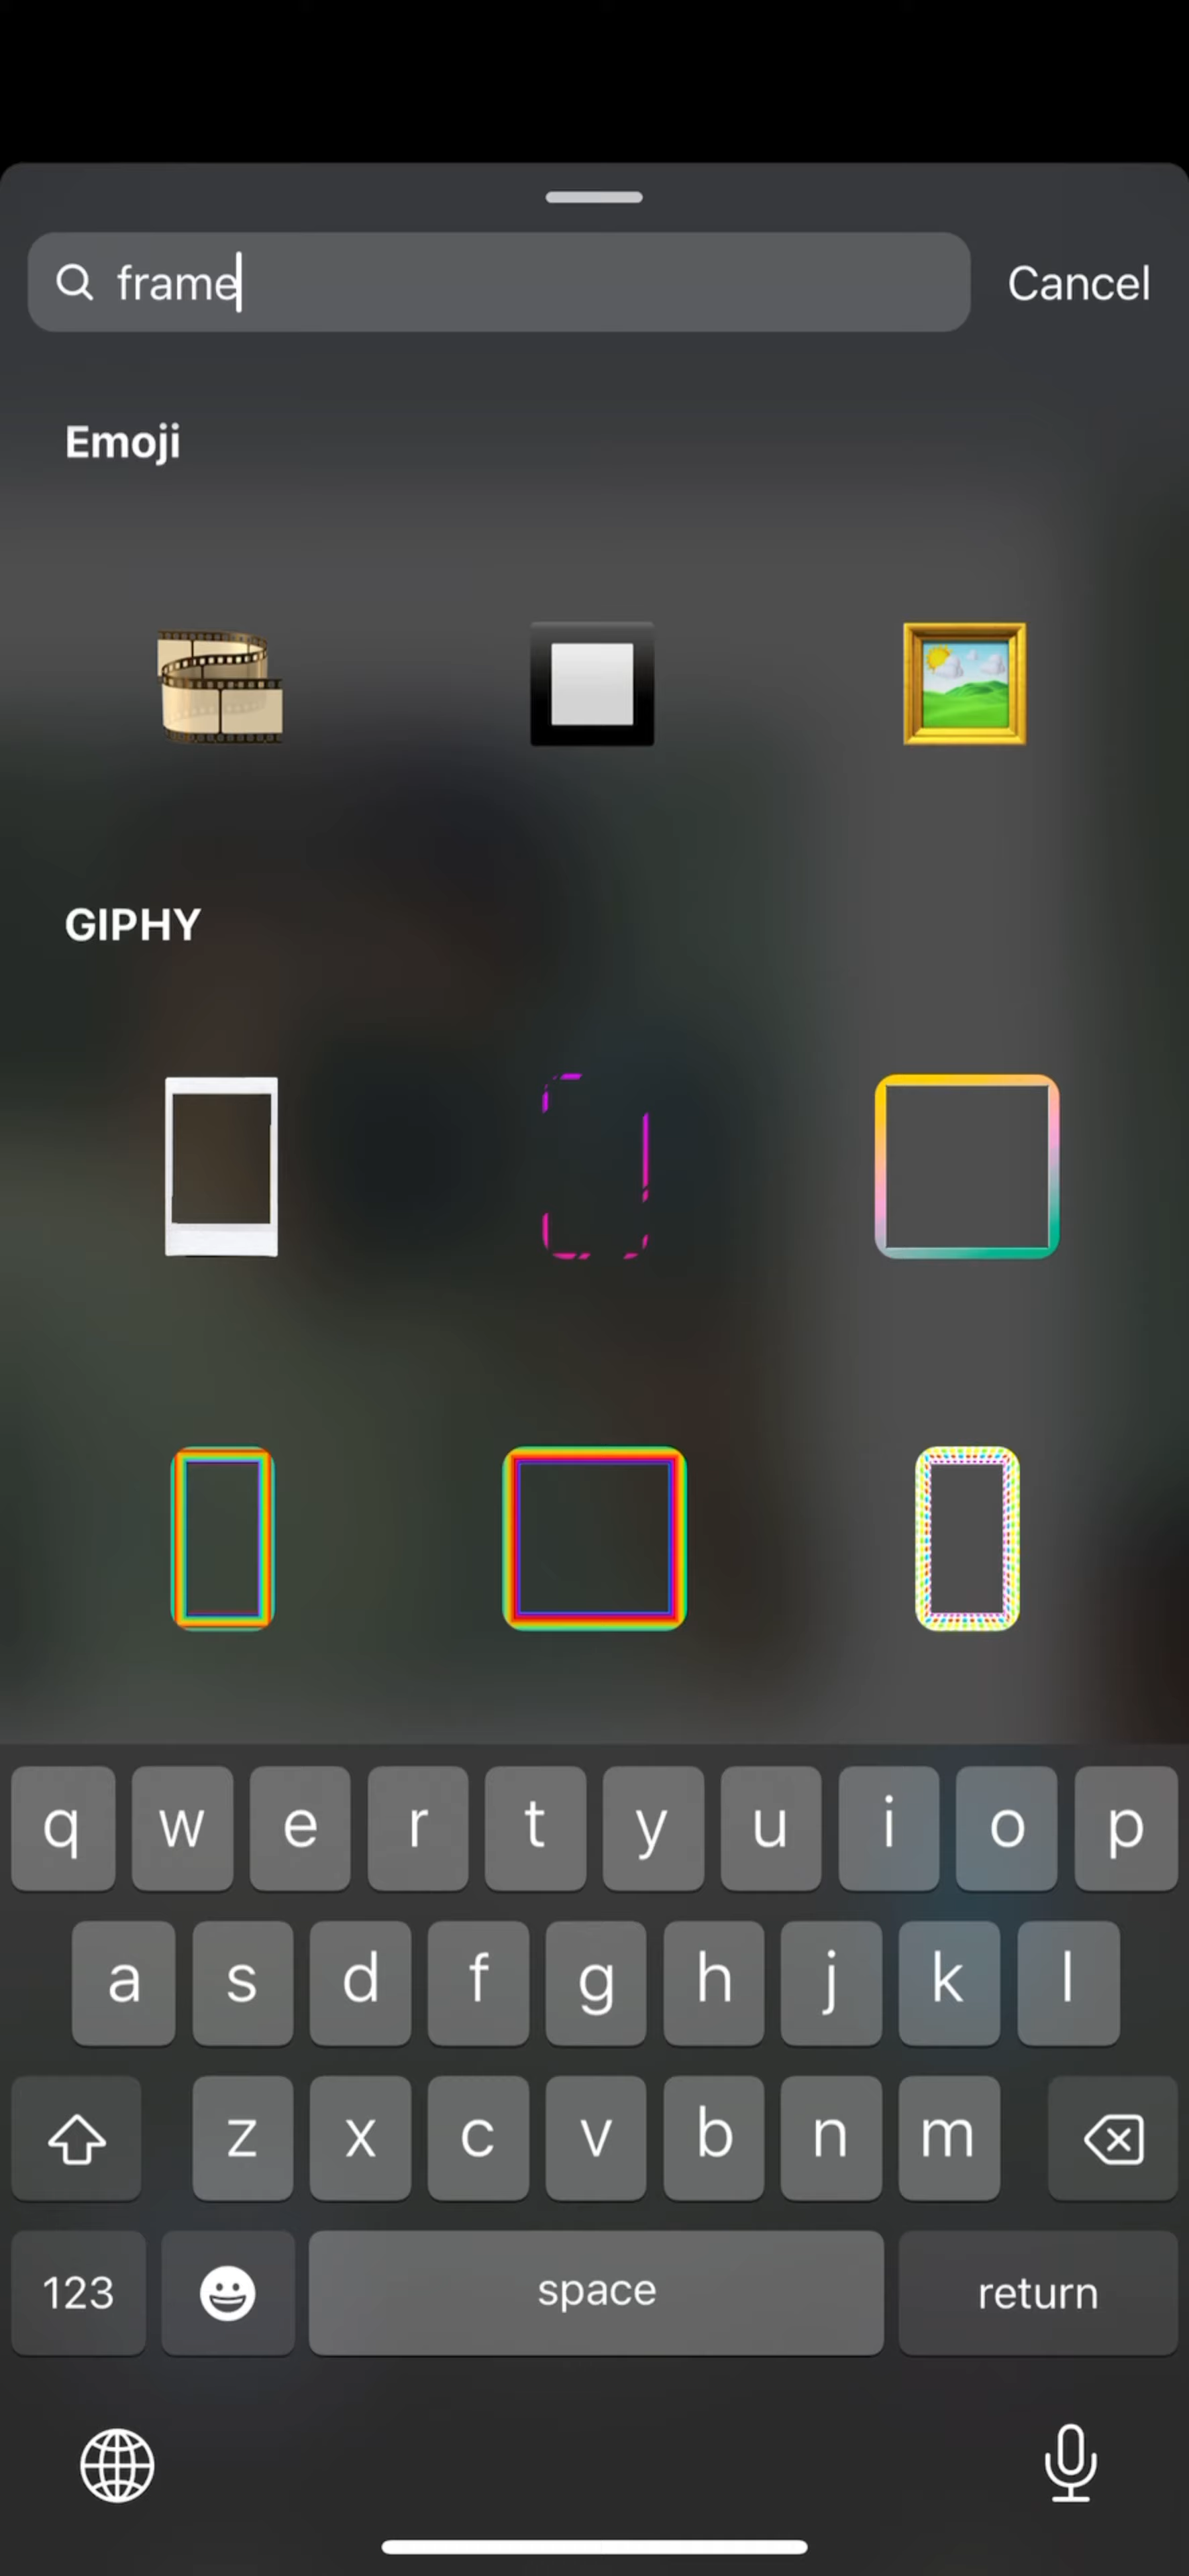 frame
Cancel
Emoji
GIPHY
q w e r t y u i o p
a s d f g h j k l
z x c v b n m
123 space return